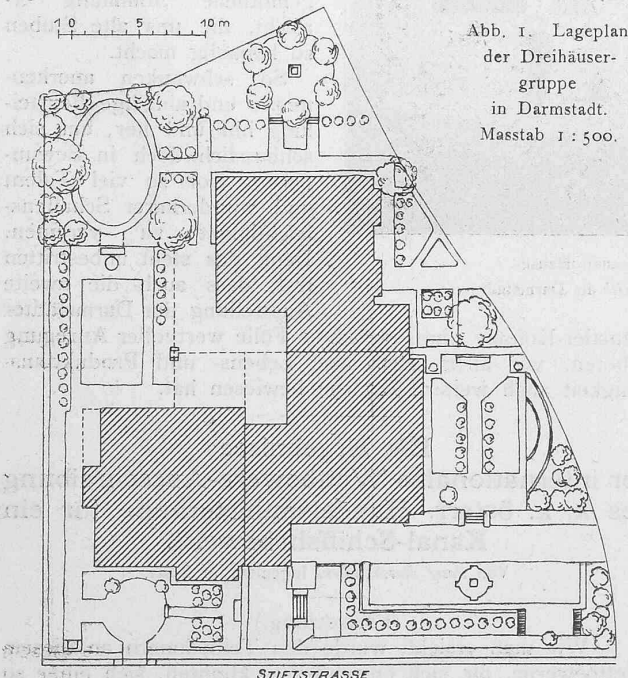 1 0 5 10 m
Abb. 1. Lageplan
der Dreihäuser-
gruppe
in Darmstadt.
Masstab 1 : 500.
STIFTSTRASSE